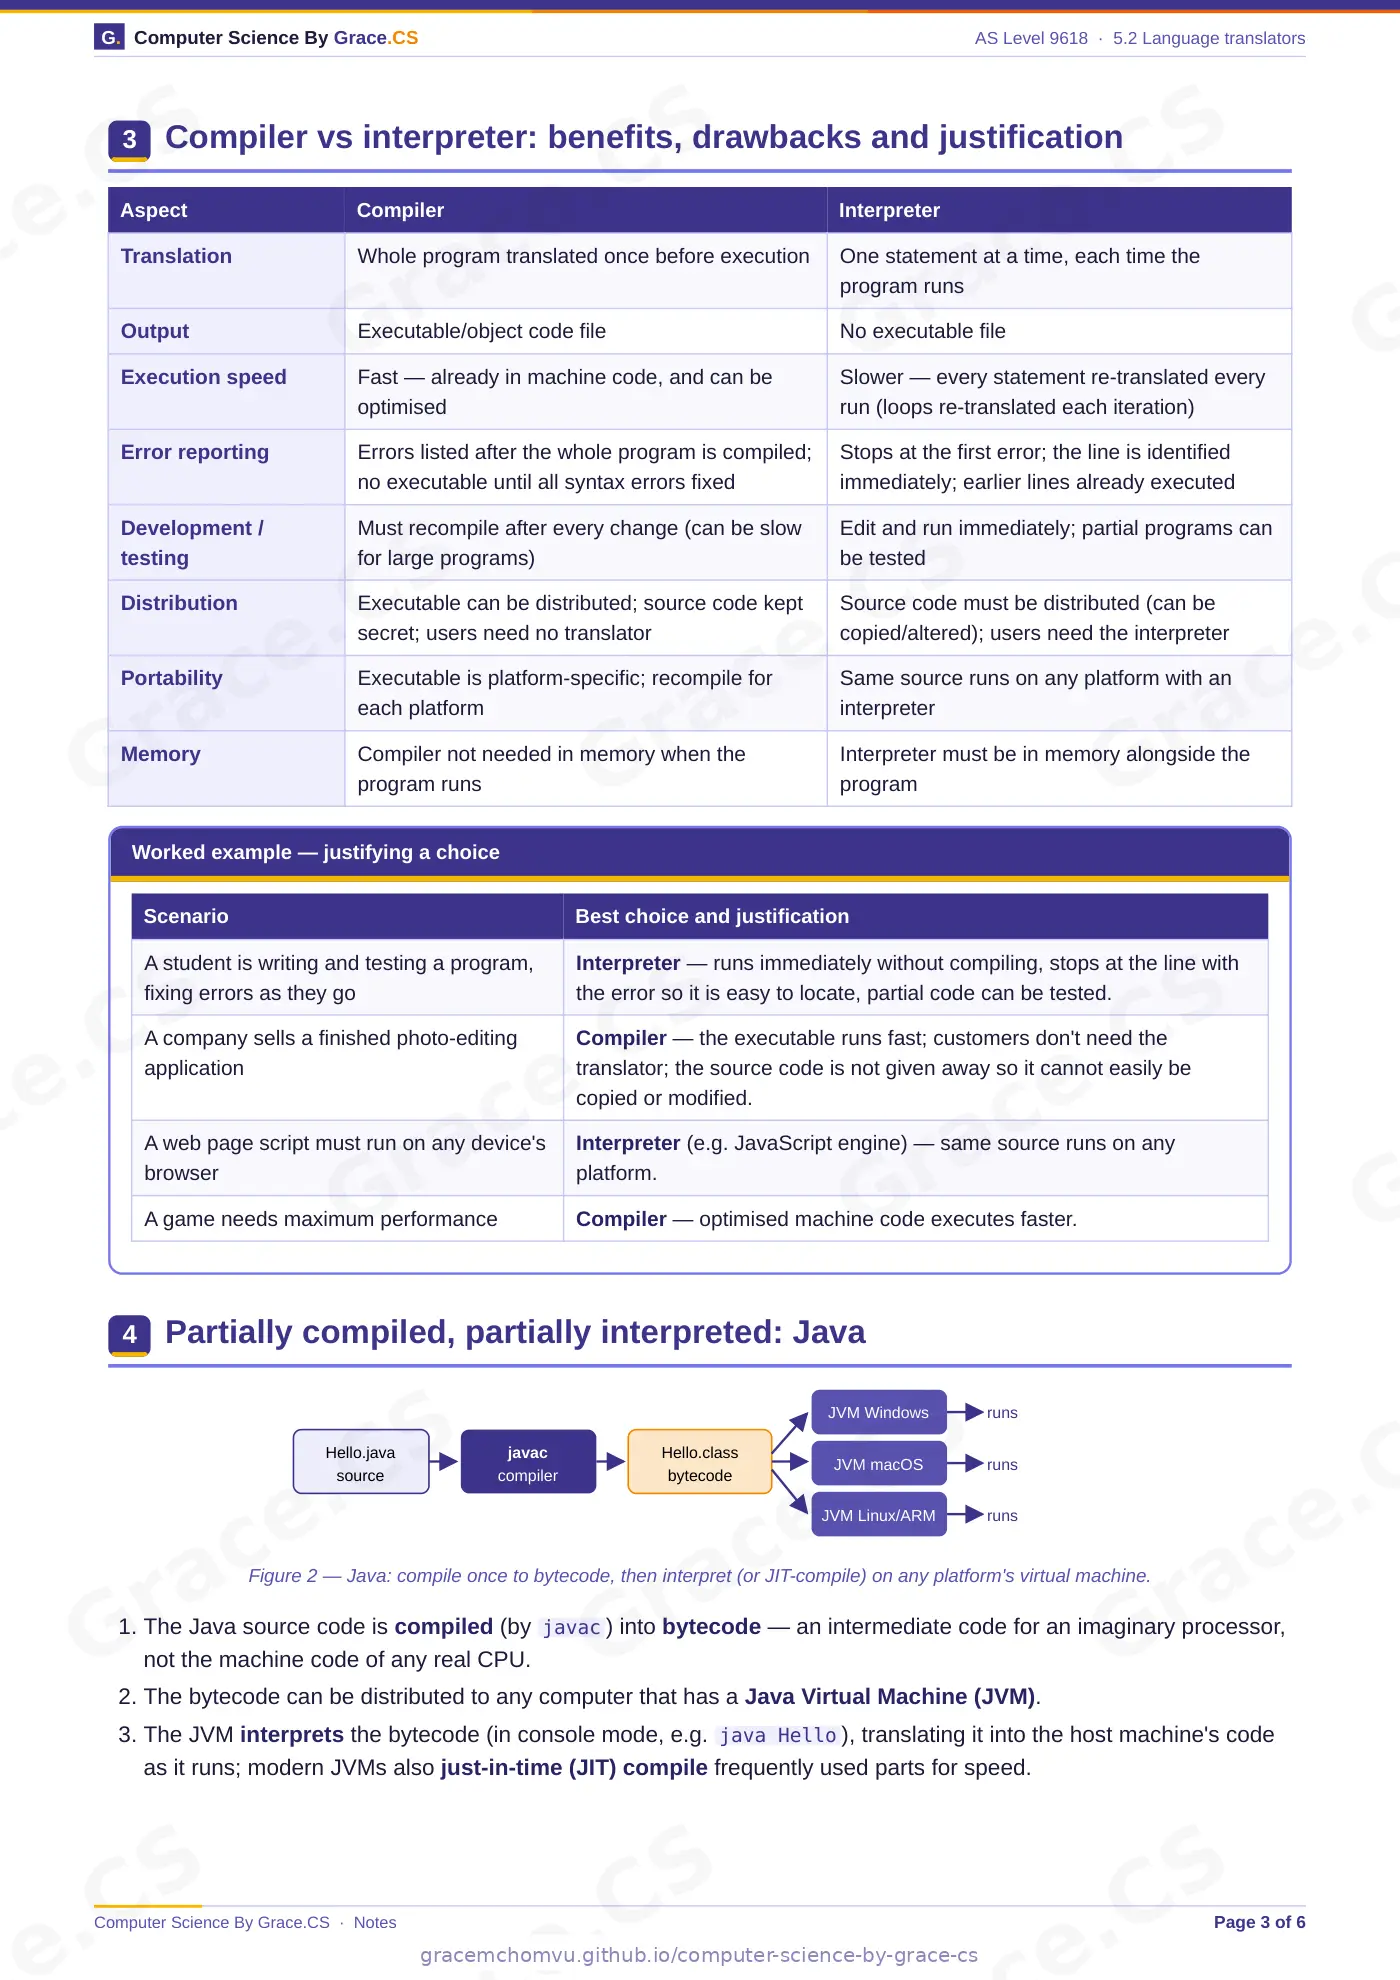 G. Computer Science By Grace.CS
AS Level 9618 · 5.2 Language translators
3 Compiler vs interpreter: benefits, drawbacks and justification
Aspect Compiler Interpreter
Translation Whole program translated once before execution One statement at a time, each time the
program runs
Output Executable/object code file No executable file
Execution speed Fast — already in machine code, and can be
optimised
Slower — every statement re-translated every
run (loops re-translated each iteration)
Error reporting Errors listed after the whole program is compiled;
no executable until all syntax errors fixed
Stops at the first error; the line is identified
immediately; earlier lines already executed
Development /
testing
Must recompile after every change (can be slow
for large programs)
Edit and run immediately; partial programs can
be tested
Distribution Executable can be distributed; source code kept
secret; users need no translator
Source code must be distributed (can be
copied/altered); users need the interpreter
Portability Executable is platform-specific; recompile for
each platform
Same source runs on any platform with an
interpreter
Memory Compiler not needed in memory when the
program runs
Interpreter must be in memory alongside the
program
Worked example — justifying a choice
Scenario Best choice and justification
A student is writing and testing a program,
fixing errors as they go
Interpreter — runs immediately without compiling, stops at the line with
the error so it is easy to locate, partial code can be tested.
A company sells a finished photo-editing
application
Compiler — the executable runs fast; customers don't need the
translator; the source code is not given away so it cannot easily be
copied or modified.
A web page script must run on any device's
browser
Interpreter (e.g. JavaScript engine) — same source runs on any
platform.
A game needs maximum performance Compiler — optimised machine code executes faster.
4 Partially compiled, partially interpreted: Java
Hello.java
source
javac
compiler
Hello.class
bytecode
JVM Windows runs
JVM macOS runs
JVM Linux/ARM runs
Figure 2 — Java: compile once to bytecode, then interpret (or JIT-compile) on any platform's virtual machine.
1. The Java source code is compiled (by javac) into bytecode — an intermediate code for an imaginary processor,
not the machine code of any real CPU.
2. The bytecode can be distributed to any computer that has a Java Virtual Machine (JVM).
3. The JVM interprets the bytecode (in console mode, e.g. java Hello), translating it into the host machine's code
as it runs; modern JVMs also just-in-time (JIT) compile frequently used parts for speed.
Computer Science By Grace.CS · Notes
Page 3 of 6
gracemchomvu.github.io/computer-science-by-grace-cs